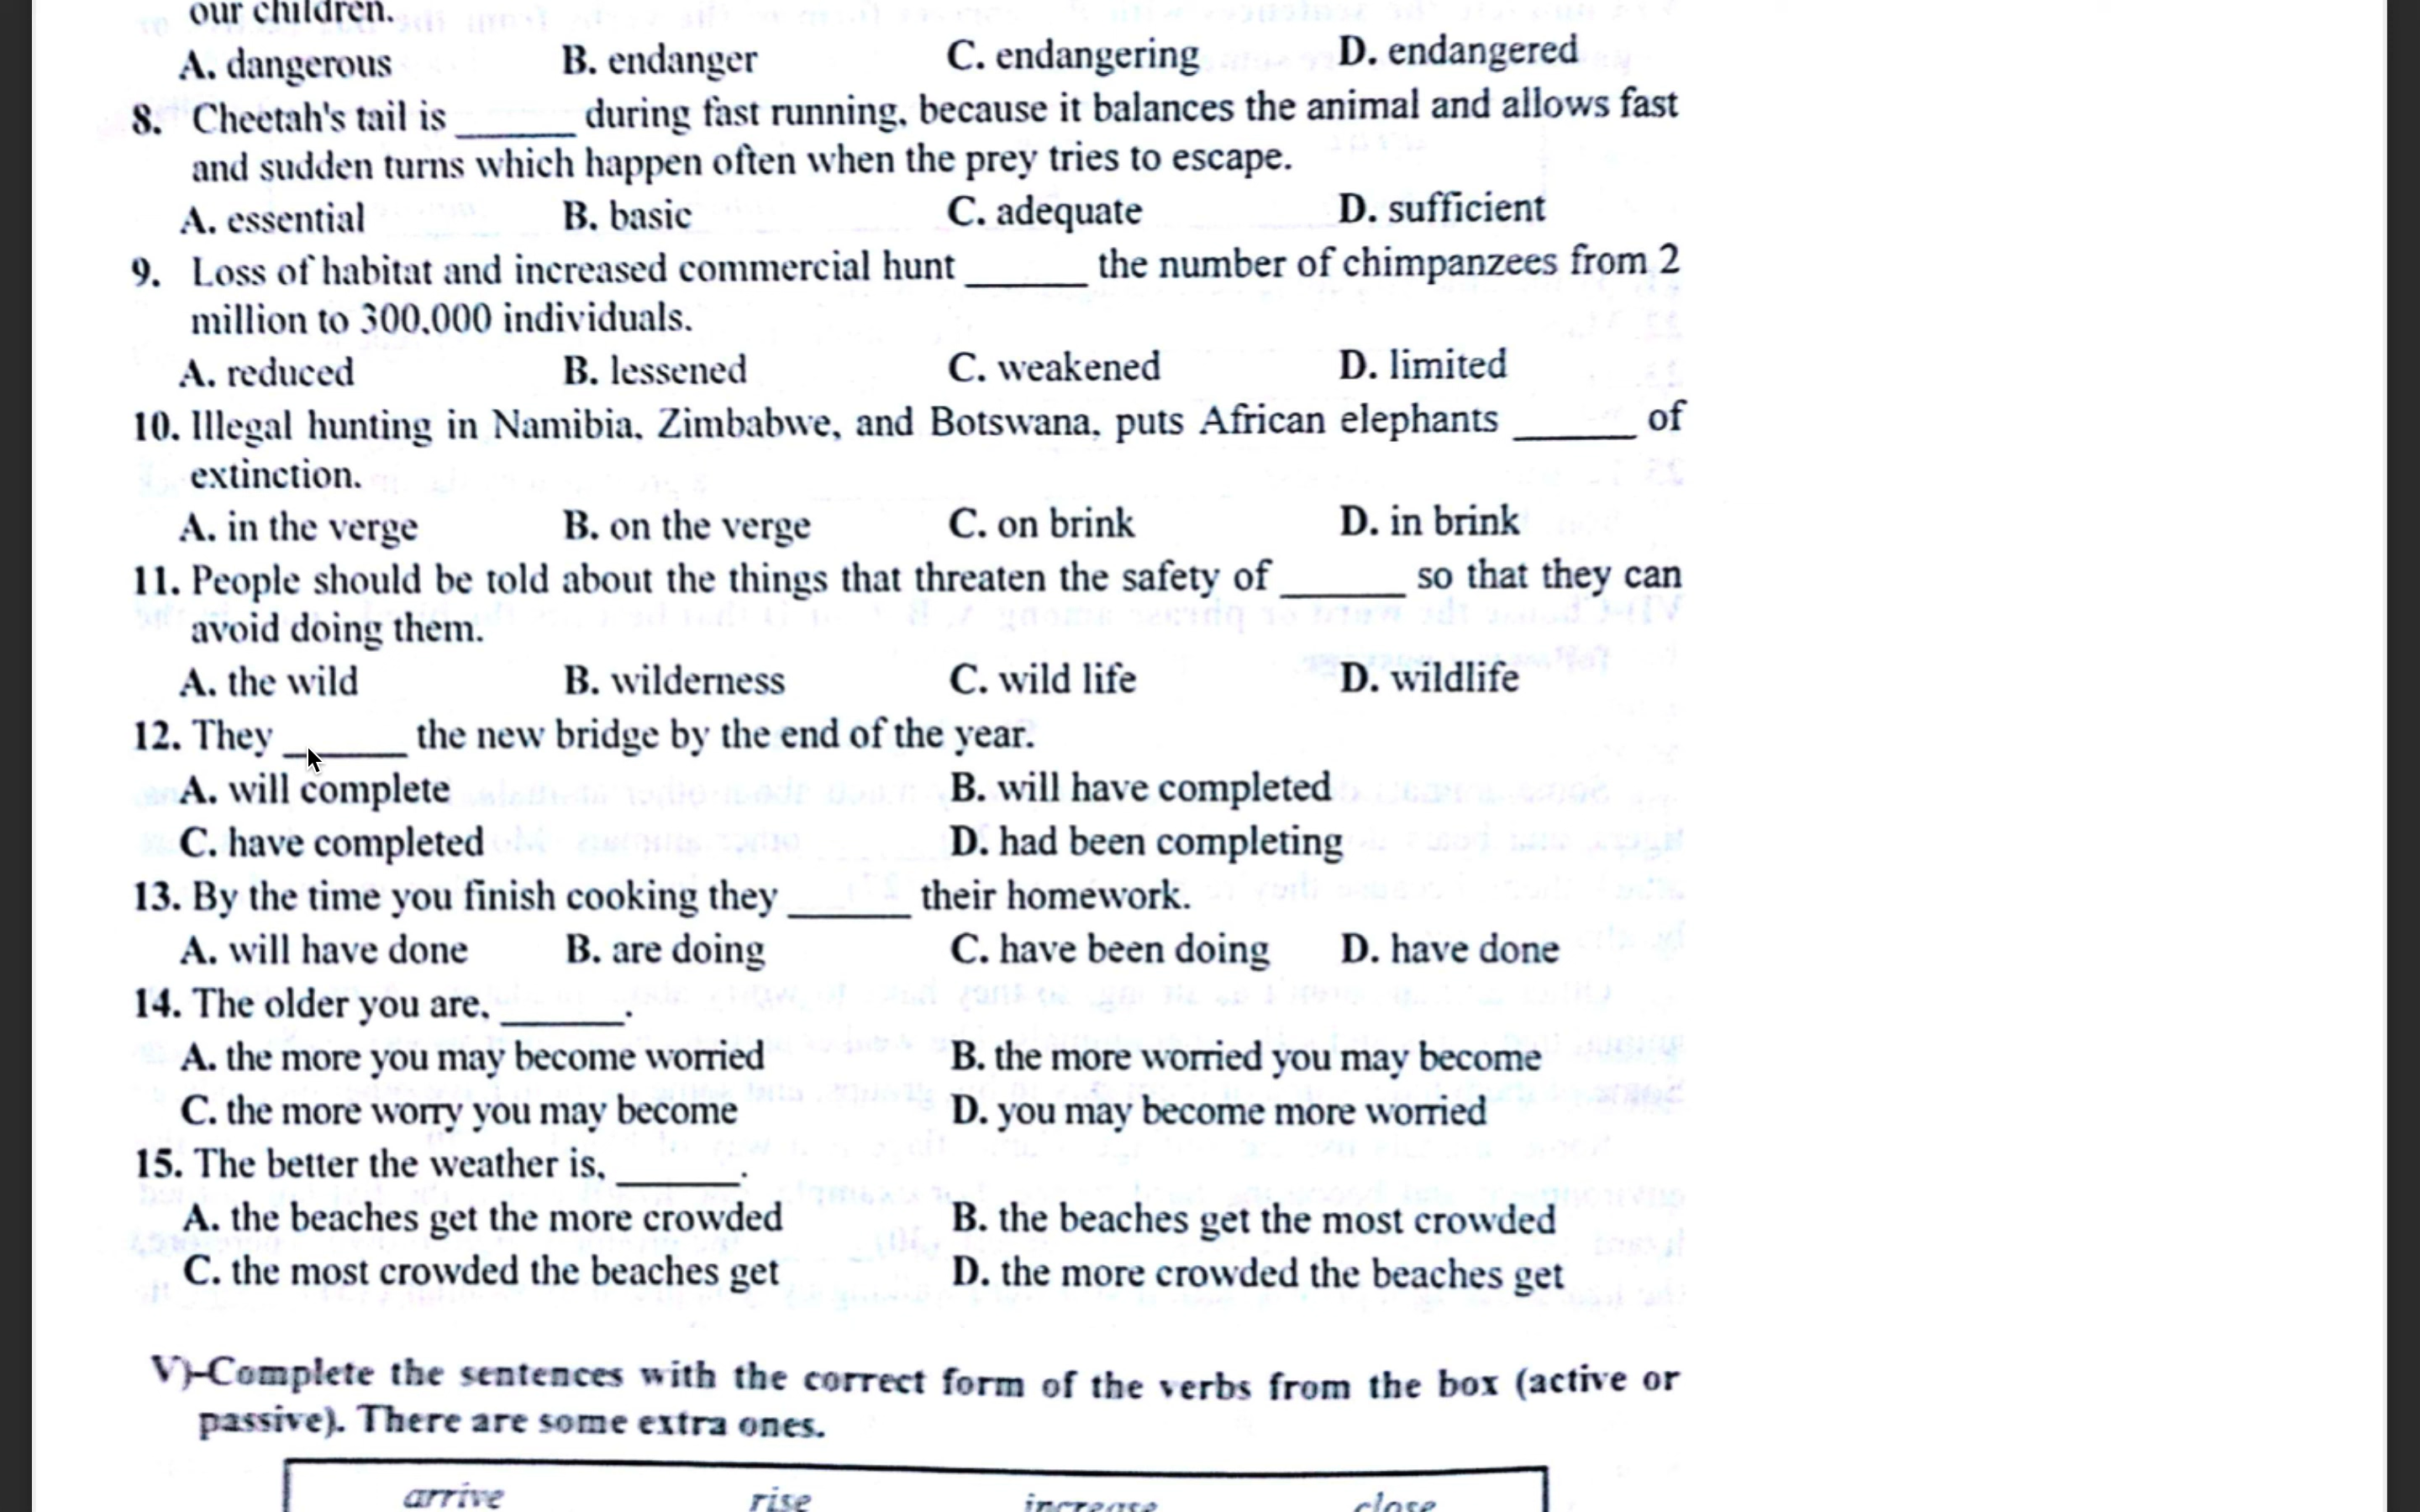 our children.
A. dangerous B. endanger C. endangering D. endangered
8. Cheetah's tail is ______ during fast running, because it balances the animal and allows fast
and sudden turns which happen often when the prey tries to escape.
A. essential B. basic C. adequate D. sufficient
9. Loss of habitat and increased commercial hunt ______ the number of chimpanzees from 2
million to 300,000 individuals.
A. reduced B. lessened C. weakened D. limited
10. Illegal hunting in Namibia, Zimbabwe, and Botswana, puts African elephants ______ of
extinction.
A. in the verge B. on the verge C. on brink D. in brink
11. People should be told about the things that threaten the safety of ______ so that they can
avoid doing them.
A. the wild B. wilderness C. wild life D. wildlife
12. They ______ the new bridge by the end of the year.
A. will complete B. will have completed
C. have completed D. had been completing
13. By the time you finish cooking they ______ their homework.
A. will have done B. are doing C. have been doing D. have done
14. The older you are, ______.
A. the more you may become worried B. the more worried you may become
C. the more worry you may become D. you may become more worried
15. The better the weather is, ______.
A. the beaches get the more crowded B. the beaches get the most crowded
C. the most crowded the beaches get D. the more crowded the beaches get
V)-Complete the sentences with the correct form of the verbs from the box (active or
passive). There are some extra ones.
arrive rise increase close